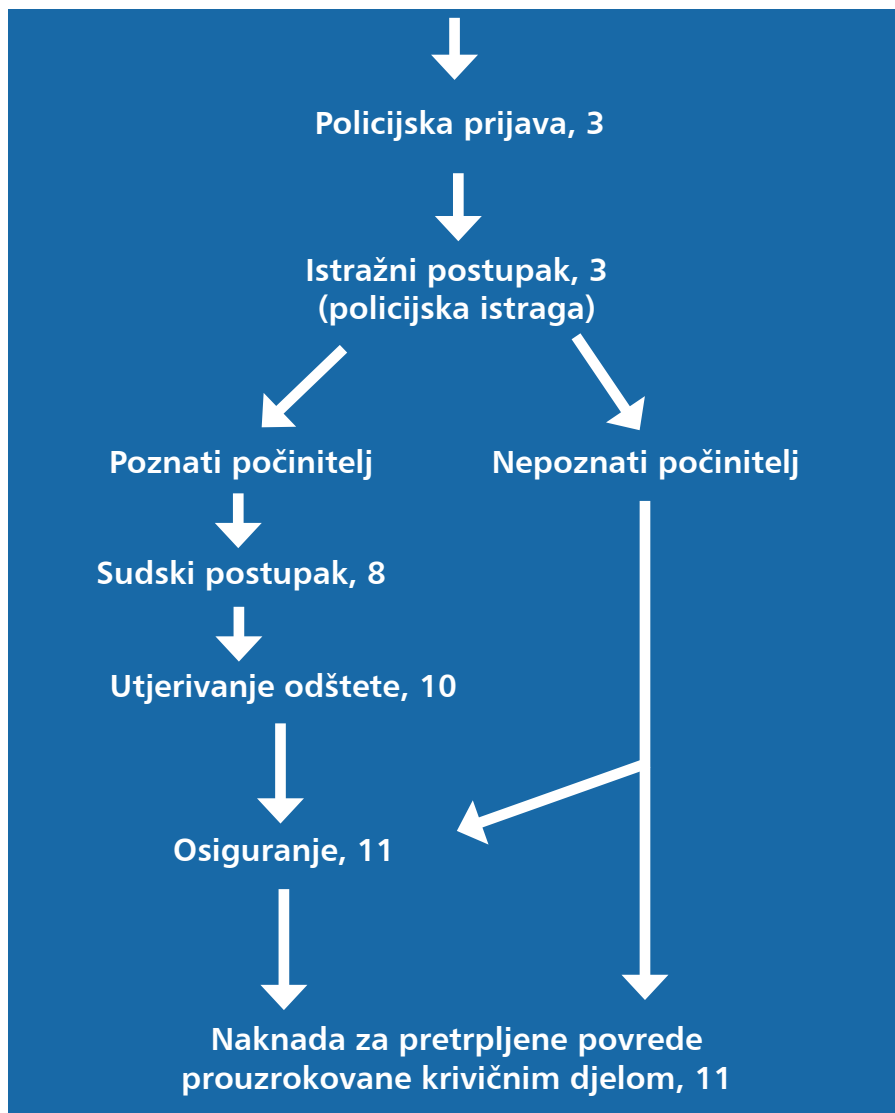 Policijska prijava, 3
Istražni postupak, 3
(policijska istraga)
Poznati počinitelj
Nepoznati počinitelj
Sudski postupak, 8
Utjerivanje odštete, 10
Osiguranje, 11
Naknada za pretrpljene povrede
prouzrokovane krivičnim djelom, 11